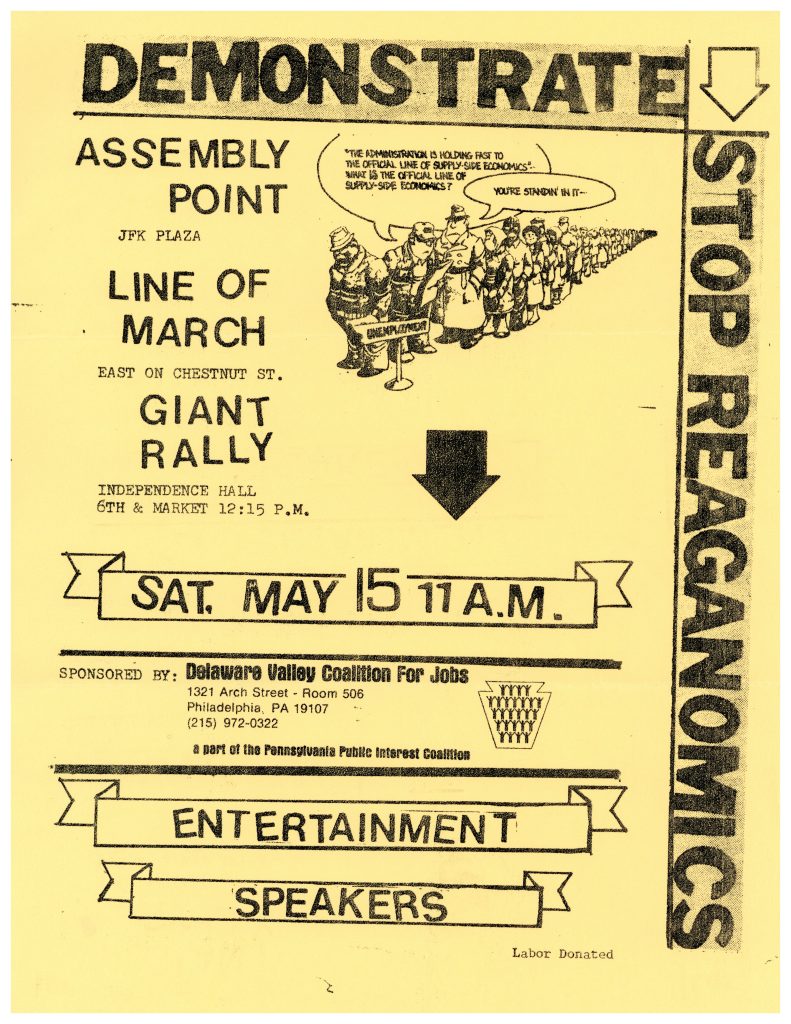 DEMONSTRATE
STOP REAGANOMICS
ASSEMBLY
POINT
JFK PLAZA
"THE ADMINISTRATION IS HOLDING FAST TO
THE OFFICIAL LINE OF SUPPLY-SIDE ECONOMICS"--
WHAT IS THE OFFICIAL LINE OF
SUPPLY-SIDE ECONOMICS?
YOU'RE STANDIN' IN IT--
UNEMPLOYMENT
LINE OF
MARCH
EAST ON CHESTNUT ST.
GIANT
RALLY
INDEPENDENCE HALL
6TH & MARKET 12:15 P.M.
SAT. MAY 15 11 A.M.
SPONSORED BY: Delaware Valley Coalition For Jobs
1321 Arch Street - Room 506
Philadelphia, PA 19107
(215) 972-0322
a part of the Pennsylvania Public Interest Coalition
ENTERTAINMENT
SPEAKERS
Labor Donated